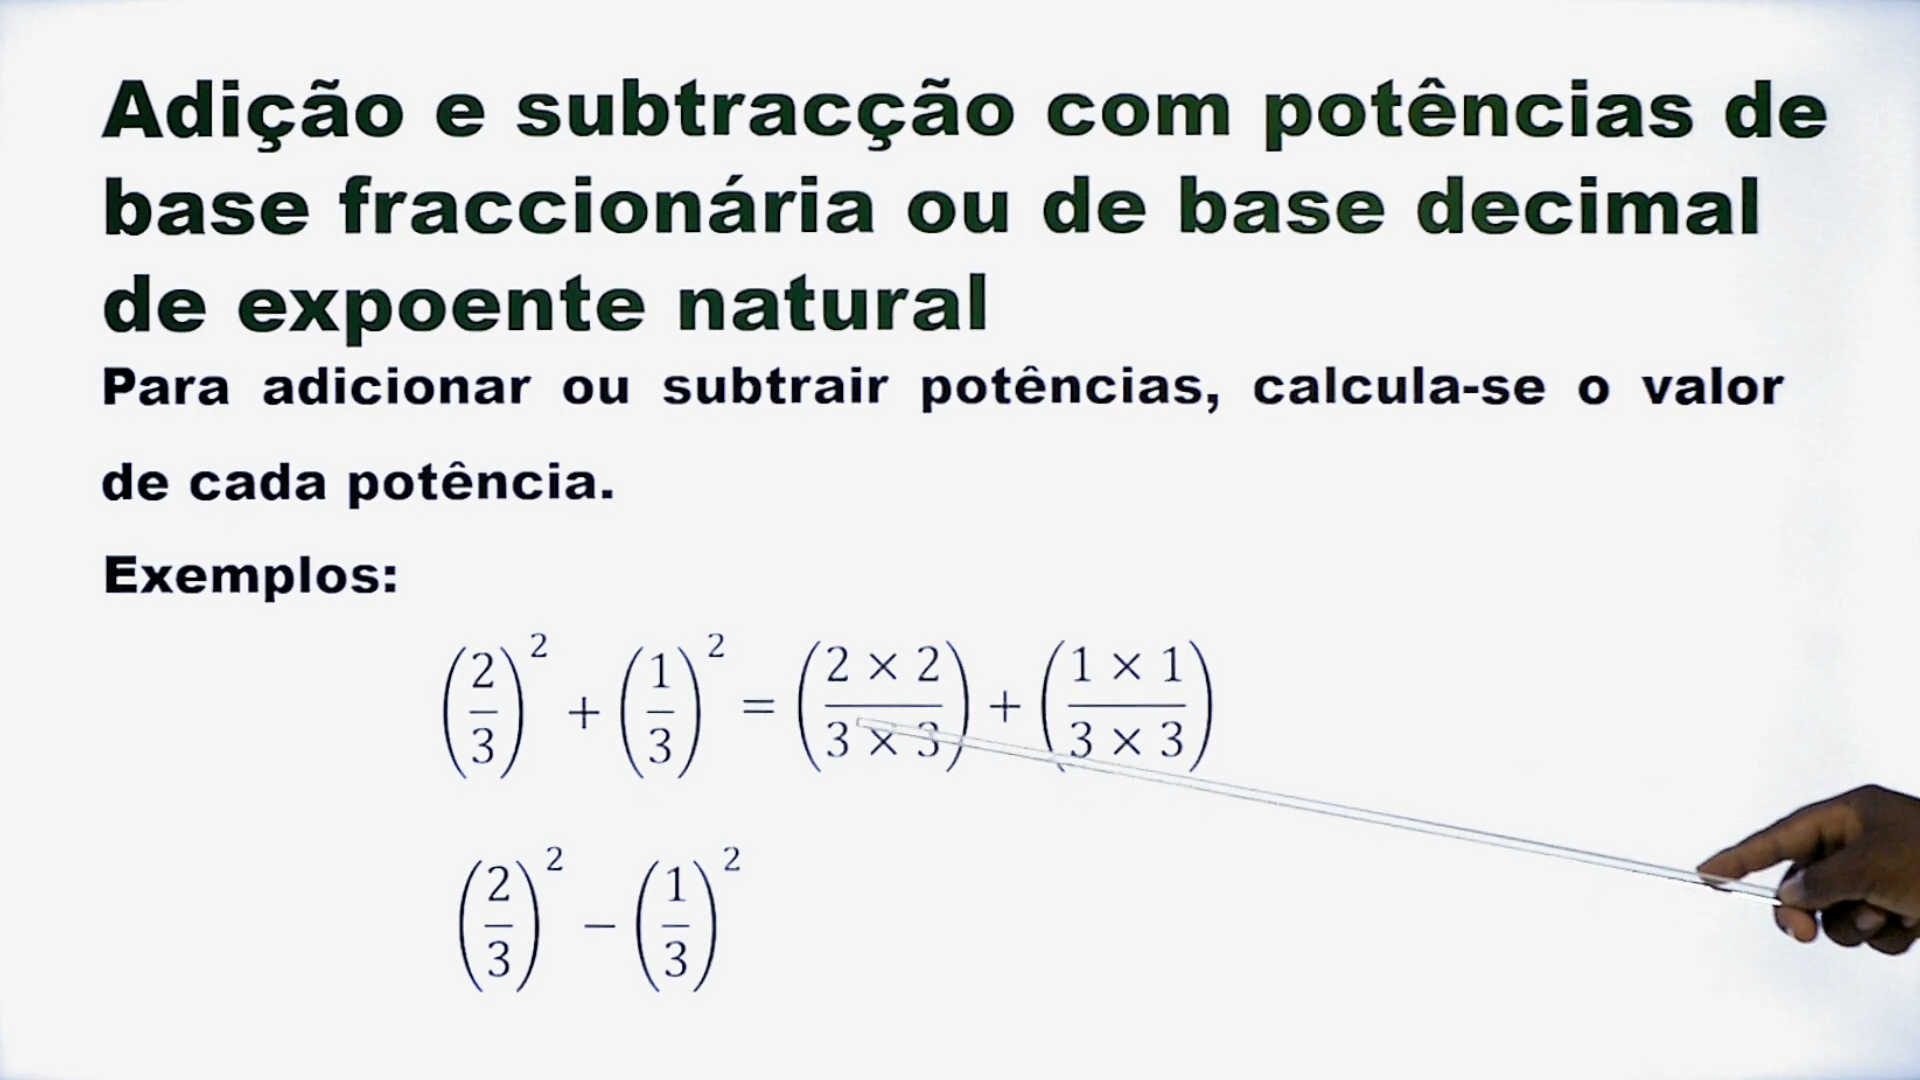 Adição e subtracção com potências de
base fraccionária ou de base decimal
de expoente natural
Para adicionar ou subtrair potências, calcula-se o valor
de cada potência.
Exemplos:
(2/3)² + (1/3)² = ((2 × 2)/(3 × 3)) + ((1 × 1)/(3 × 3))
(2/3)² − (1/3)²